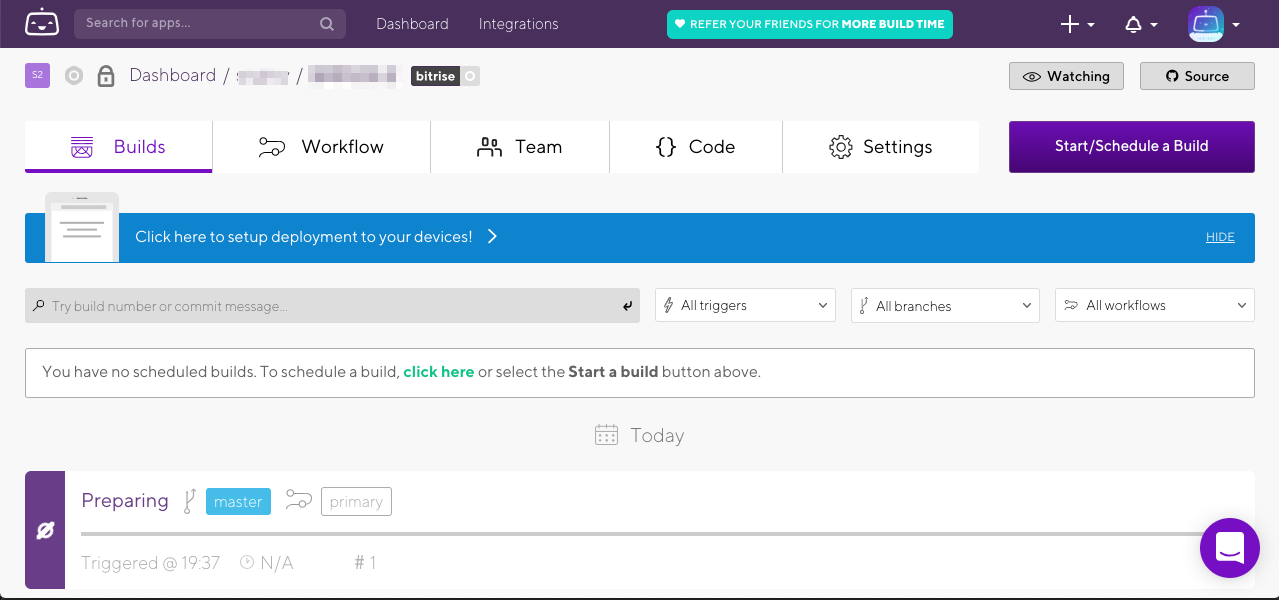 Search for apps...
Dashboard
Integrations
REFER YOUR FRIENDS FOR MORE BUILD TIME
S2
Dashboard / /
bitrise
Watching
Source
Builds
Workflow
Team
{} Code
Settings
Start/Schedule a Build
Click here to setup deployment to your devices!
HIDE
Try build number or commit message...
All triggers
All branches
All workflows
You have no scheduled builds. To schedule a build, click here or select the Start a build button above.
Today
Preparing
master
primary
Triggered @ 19:37
N/A
# 1